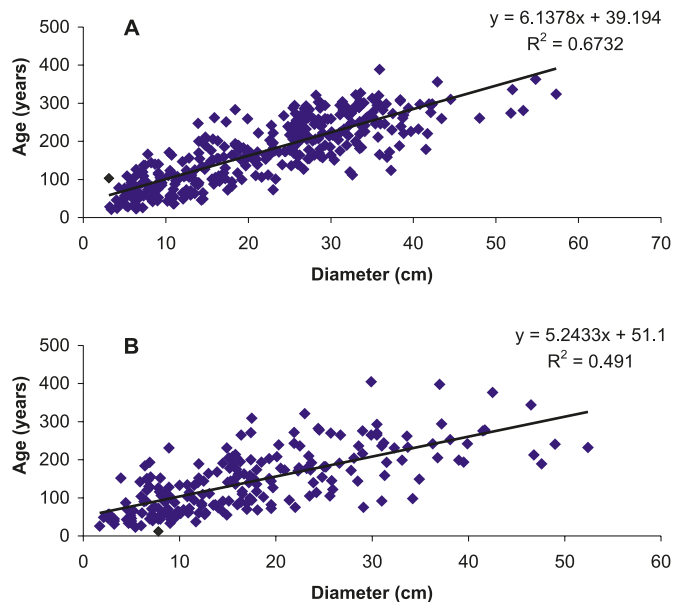 A
y = 6.1378x + 39.194
R² = 0.6732
Age (years)
500
400
300
200
100
0
0 10 20 30 40 50 60 70
Diameter (cm)
B
y = 5.2433x + 51.1
R² = 0.491
Age (years)
500
400
300
200
100
0
0 10 20 30 40 50 60
Diameter (cm)